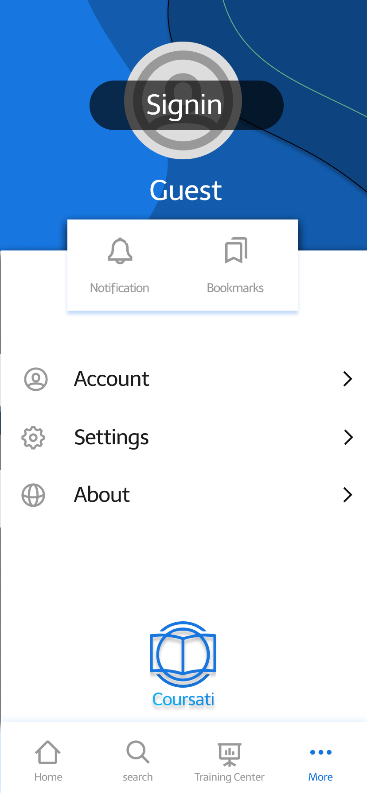 Signin
Guest
Notification
Bookmarks
Account
Settings
About
Coursati
Home
search
Training Center
More